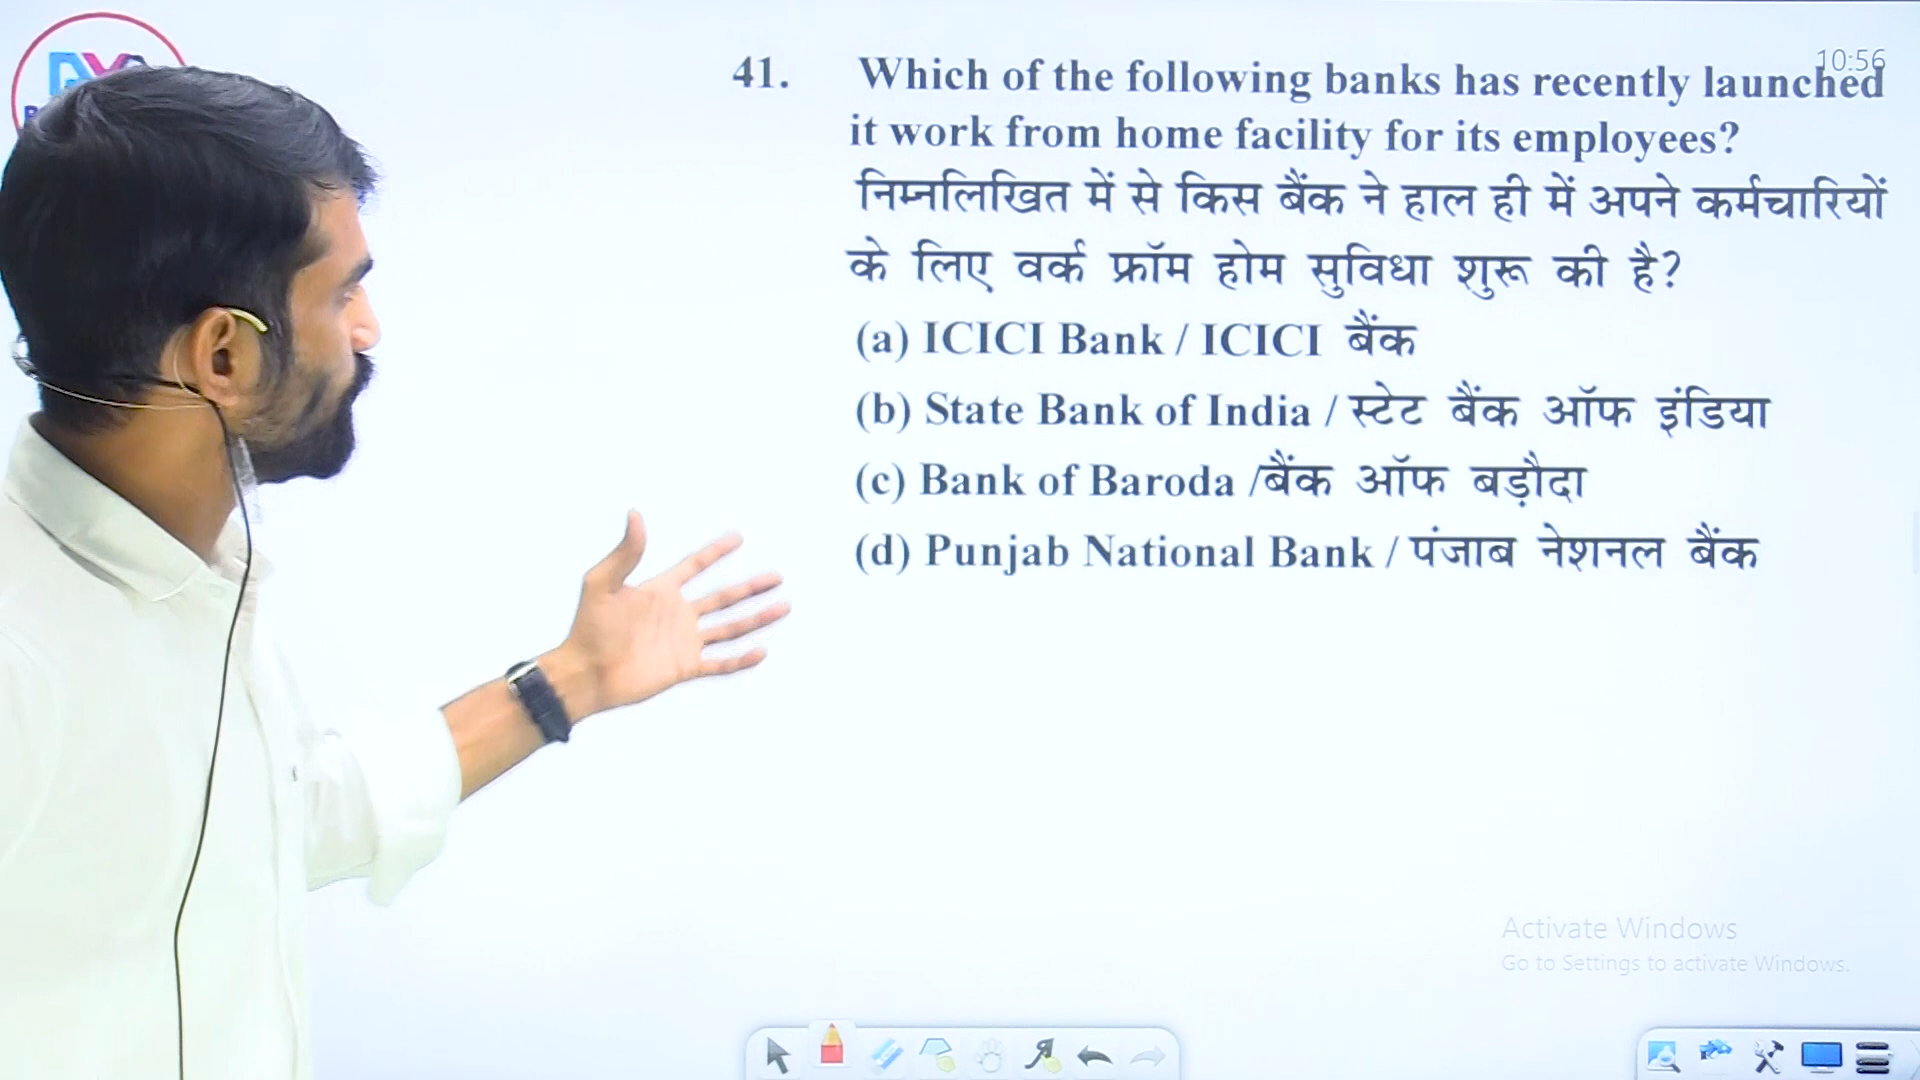 10:56
41. Which of the following banks has recently launched
it work from home facility for its employees?
निम्नलिखित में से किस बैंक ने हाल ही में अपने कर्मचारियों
के लिए वर्क फ्रॉम होम सुविधा शुरू की है?
(a) ICICI Bank / ICICI बैंक
(b) State Bank of India / स्टेट बैंक ऑफ इंडिया
(c) Bank of Baroda /बैंक ऑफ बड़ौदा
(d) Punjab National Bank / पंजाब नेशनल बैंक
Activate Windows
Go to Settings to activate Windows.